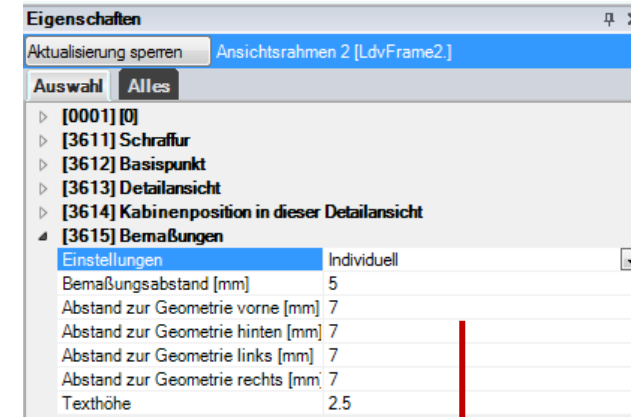 Eigenschaften
Aktualisierung sperren Ansichtsrahmen 2 [LdvFrame2.]
Auswahl Alles
[0001] [0]
[3611] Schraffur
[3612] Basispunkt
[3613] Detailansicht
[3614] Kabinenposition in dieser Detailansicht
[3615] Bemaßungen
Einstellungen Individuell
Bemaßungsabstand [mm] 5
Abstand zur Geometrie vorne [mm] 7
Abstand zur Geometrie hinten [mm] 7
Abstand zur Geometrie links [mm] 7
Abstand zur Geometrie rechts [mm] 7
Texthöhe 2.5